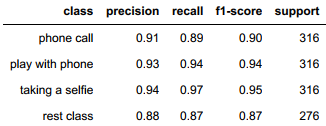 class precision recall f1-score support
phone call 0.91 0.89 0.90 316
play with phone 0.93 0.94 0.94 316
taking a selfie 0.94 0.97 0.95 316
rest class 0.88 0.87 0.87 276